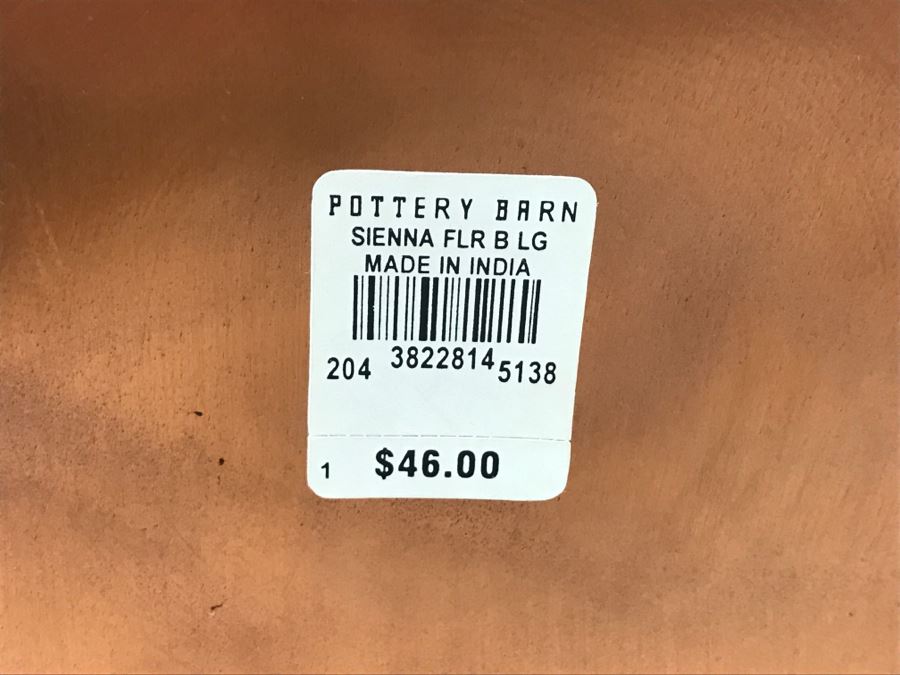 POTTERY BARN
SIENNA FLR B LG
MADE IN INDIA
204 3822814 5138
1 $46.00